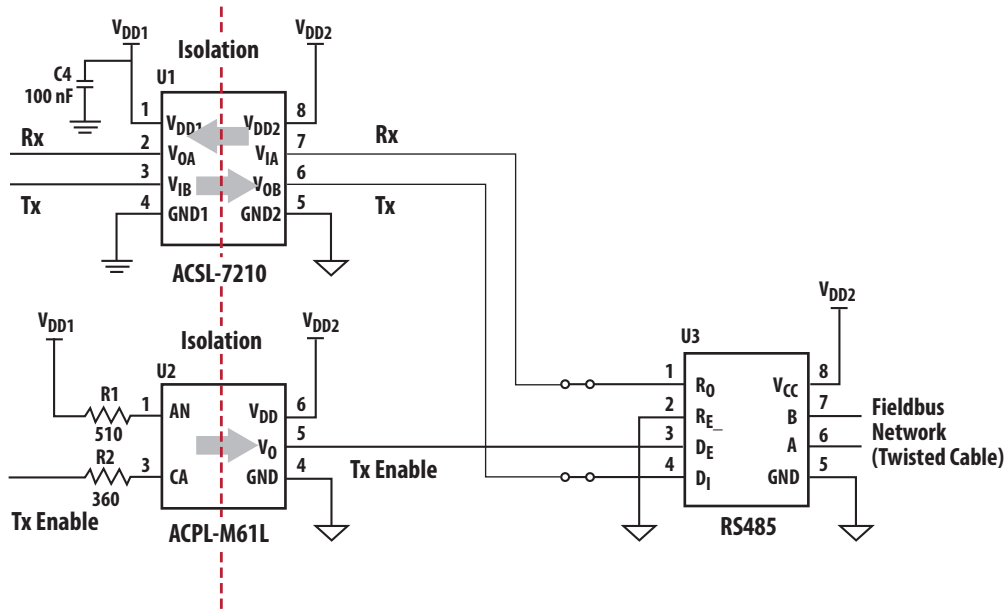 VDD1
Isolation
VDD2
C4
100 nF
U1
1
VDD1
VDD2
8
Rx
2
VOA
VIA
7
Rx
3
VIB
VOB
6
Tx
4
GND1
GND2
5
Tx
ACSL-7210
VDD1
Isolation
VDD2
U2
R1
510
1
AN
VDD
6
VO
5
R2
360
3
CA
GND
4
Tx Enable
Tx Enable
ACPL-M61L
VDD2
U3
1
RO
VCC
8
2
RE_
B
7
3
DE
A
6
4
DI
GND
5
RS485
Fieldbus
Network
(Twisted Cable)